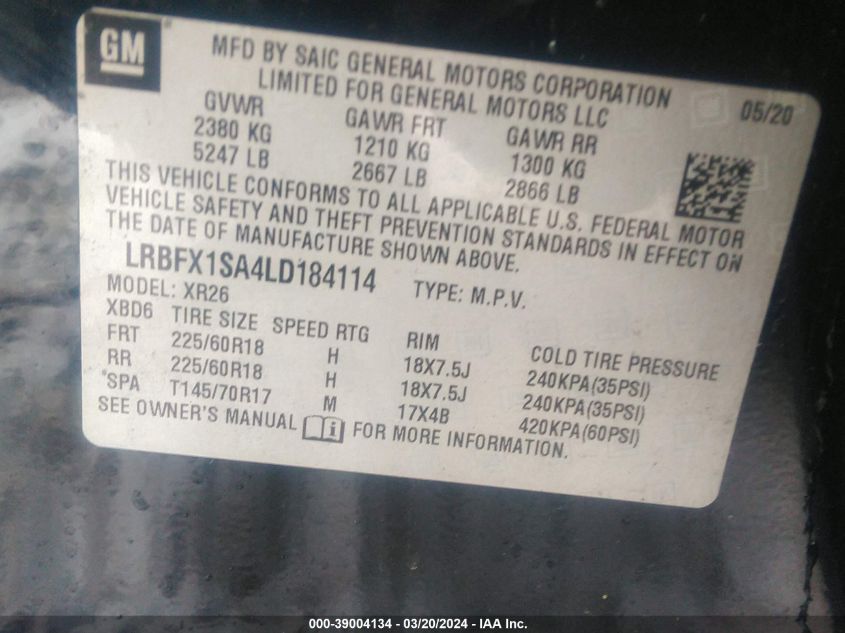 GM
MFD BY SAIC GENERAL MOTORS CORPORATION
LIMITED FOR GENERAL MOTORS LLC
05/20
GVWR GAWR FRT GAWR RR
2380 KG 1210 KG 1300 KG
5247 LB 2667 LB 2866 LB
THIS VEHICLE CONFORMS TO ALL APPLICABLE U.S. FEDERAL MOTOR
VEHICLE SAFETY AND THEFT PREVENTION STANDARDS IN EFFECT ON
THE DATE OF MANUFACTURE SHOWN ABOVE.
LRBFX1SA4LD184114 TYPE: M.P.V.
MODEL: XR26
XBD6 TIRE SIZE SPEED RTG RIM COLD TIRE PRESSURE
FRT 225/60R18 H 18X7.5J 240KPA(35PSI)
RR 225/60R18 H 18X7.5J 240KPA(35PSI)
*SPA T145/70R17 M 17X4B 420KPA(60PSI)
SEE OWNER'S MANUAL i FOR MORE INFORMATION.
000-39004134 - 03/20/2024 - IAA Inc.